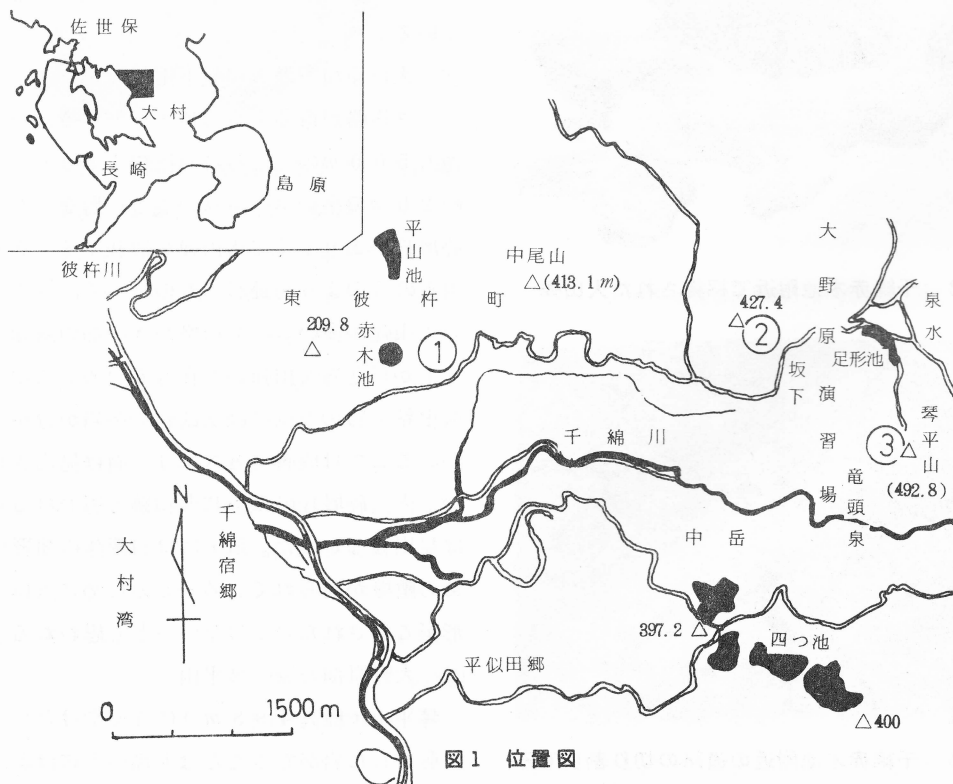 佐世保
大村
長崎
島原
彼杵川
平山池
中尾山
△(413.1m)
東彼杵町
209.8
△
赤木池
①
427.4
△
②
大野原演習場
泉水
足形池
坂下
琴平山
③
△
(492.8)
千綿川
竜頭泉
N
千綿宿郷
大村湾
中岳
397.2△
四つ池
平似田郷
△400
0 1500m
図1 位置図